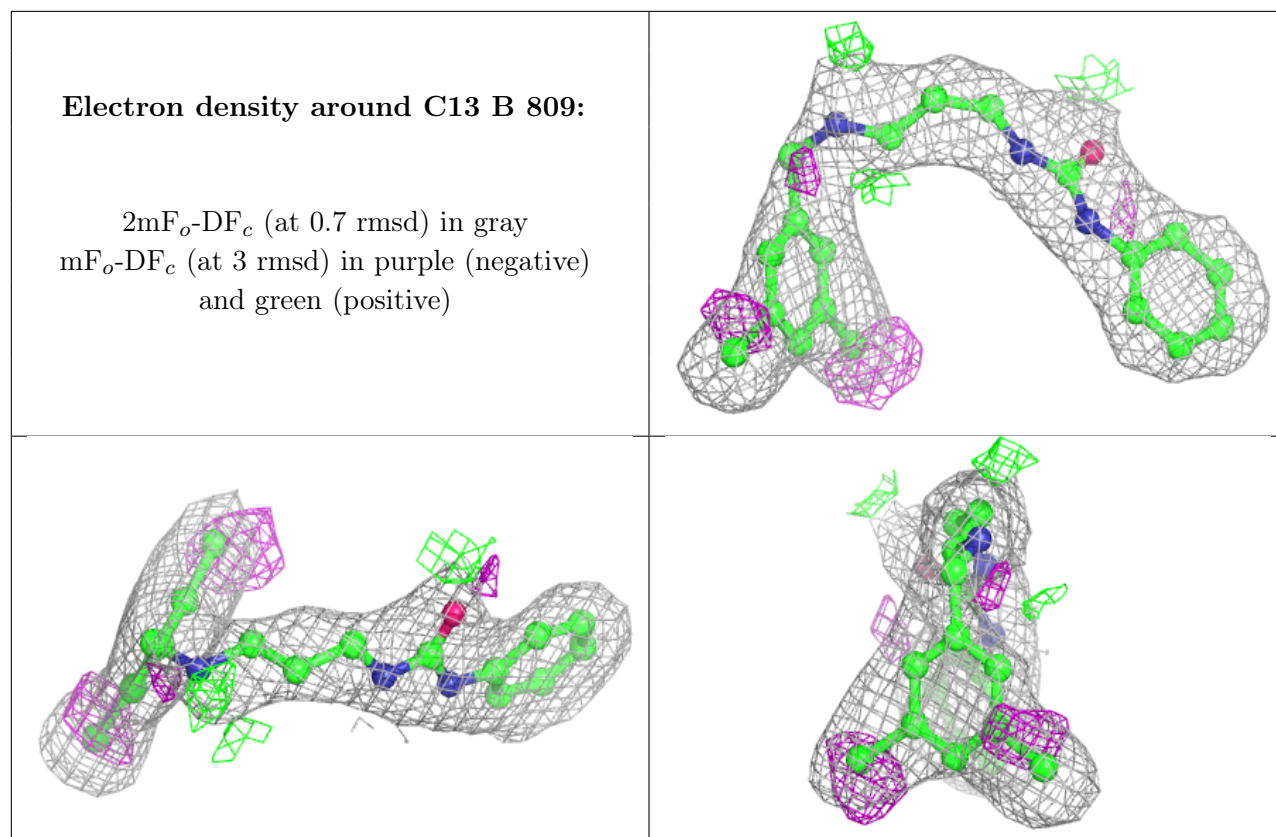 Electron density around C13 B 809:
2mFo-DFc (at 0.7 rmsd) in gray
mFo-DFc (at 3 rmsd) in purple (negative)
and green (positive)